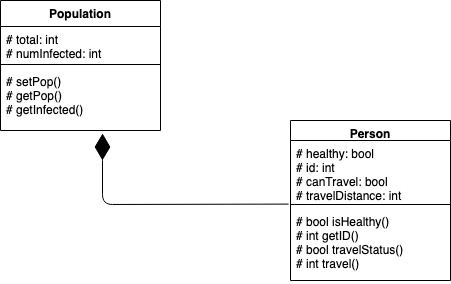 Population
# total: int
# numInfected: int
# setPop()
# getPop()
# getInfected()
Person
# healthy: bool
# id: int
# canTravel: bool
# travelDistance: int
# bool isHealthy()
# int getID()
# bool travelStatus()
# int travel()